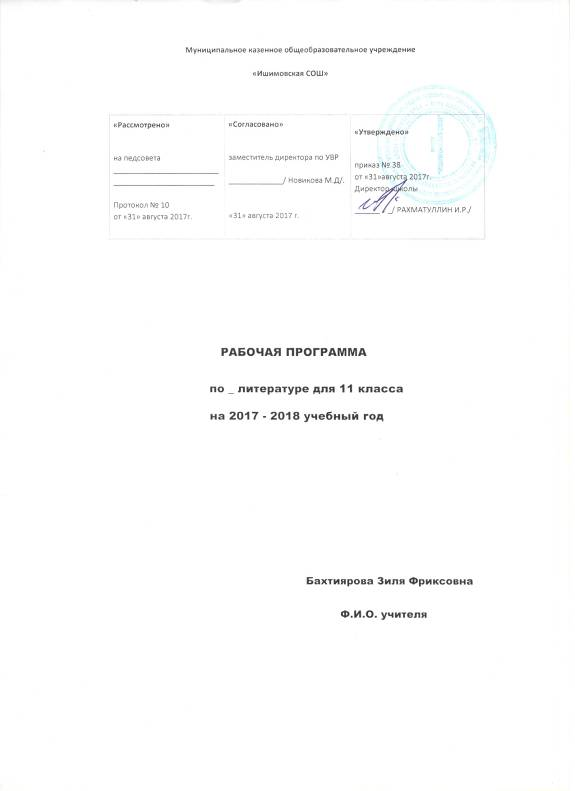 Муниципальное казенное общеобразовательное учреждение
«Ишимовская СОШ»
«Рассмотрено»
на педсовета
Протокол № 10
от «31» августа 2017г.
«Согласовано»
заместитель директора по УВР
______________/ Новикова М.Д/.
«31» августа 2017 г.
«Утверждено»
приказ № 38
от «31»августа 2017г.
Директор школы
/ РАХМАТУЛЛИН И.Р./
РАБОЧАЯ ПРОГРАММА
по _ литературе для 11 класса
на 2017 - 2018 учебный год
Бахтиярова Зиля Фриксовна
Ф.И.О. учителя